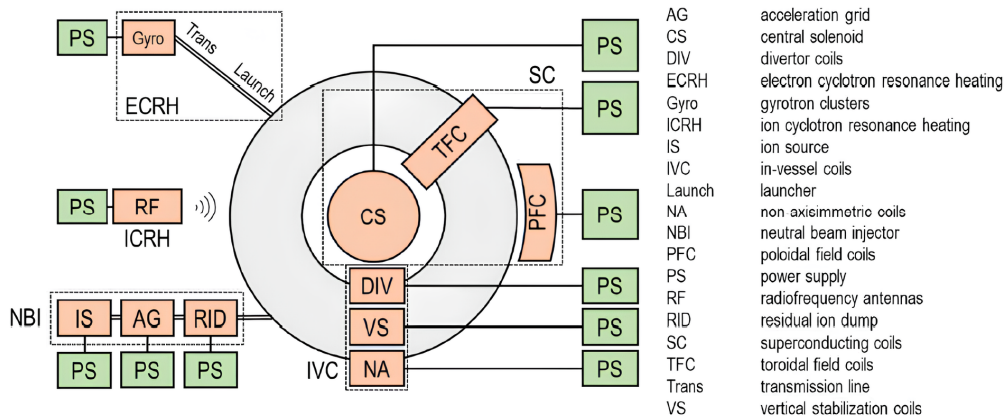 PS
Gyro
Trans
Launch
ECRH
SC
PS
TFC
PS
PS
RF
ICRH
CS
PFC
PS
NBI
IS
AG
RID
PS
PS
PS
IVC
DIV
PS
VS
PS
NA
PS
AG acceleration grid
CS central solenoid
DIV divertor coils
ECRH electron cyclotron resonance heating
Gyro gyrotron clusters
ICRH ion cyclotron resonance heating
IS ion source
IVC in-vessel coils
Launch launcher
NA non axisimmetric coils
NBI neutral beam injector
PFC poloidal field coils
PS power supply
RF radiofrequency antennas
RID residual ion dump
SC superconducting coils
TFC toroidal field coils
Trans transmission line
VS vertical stabilization coils